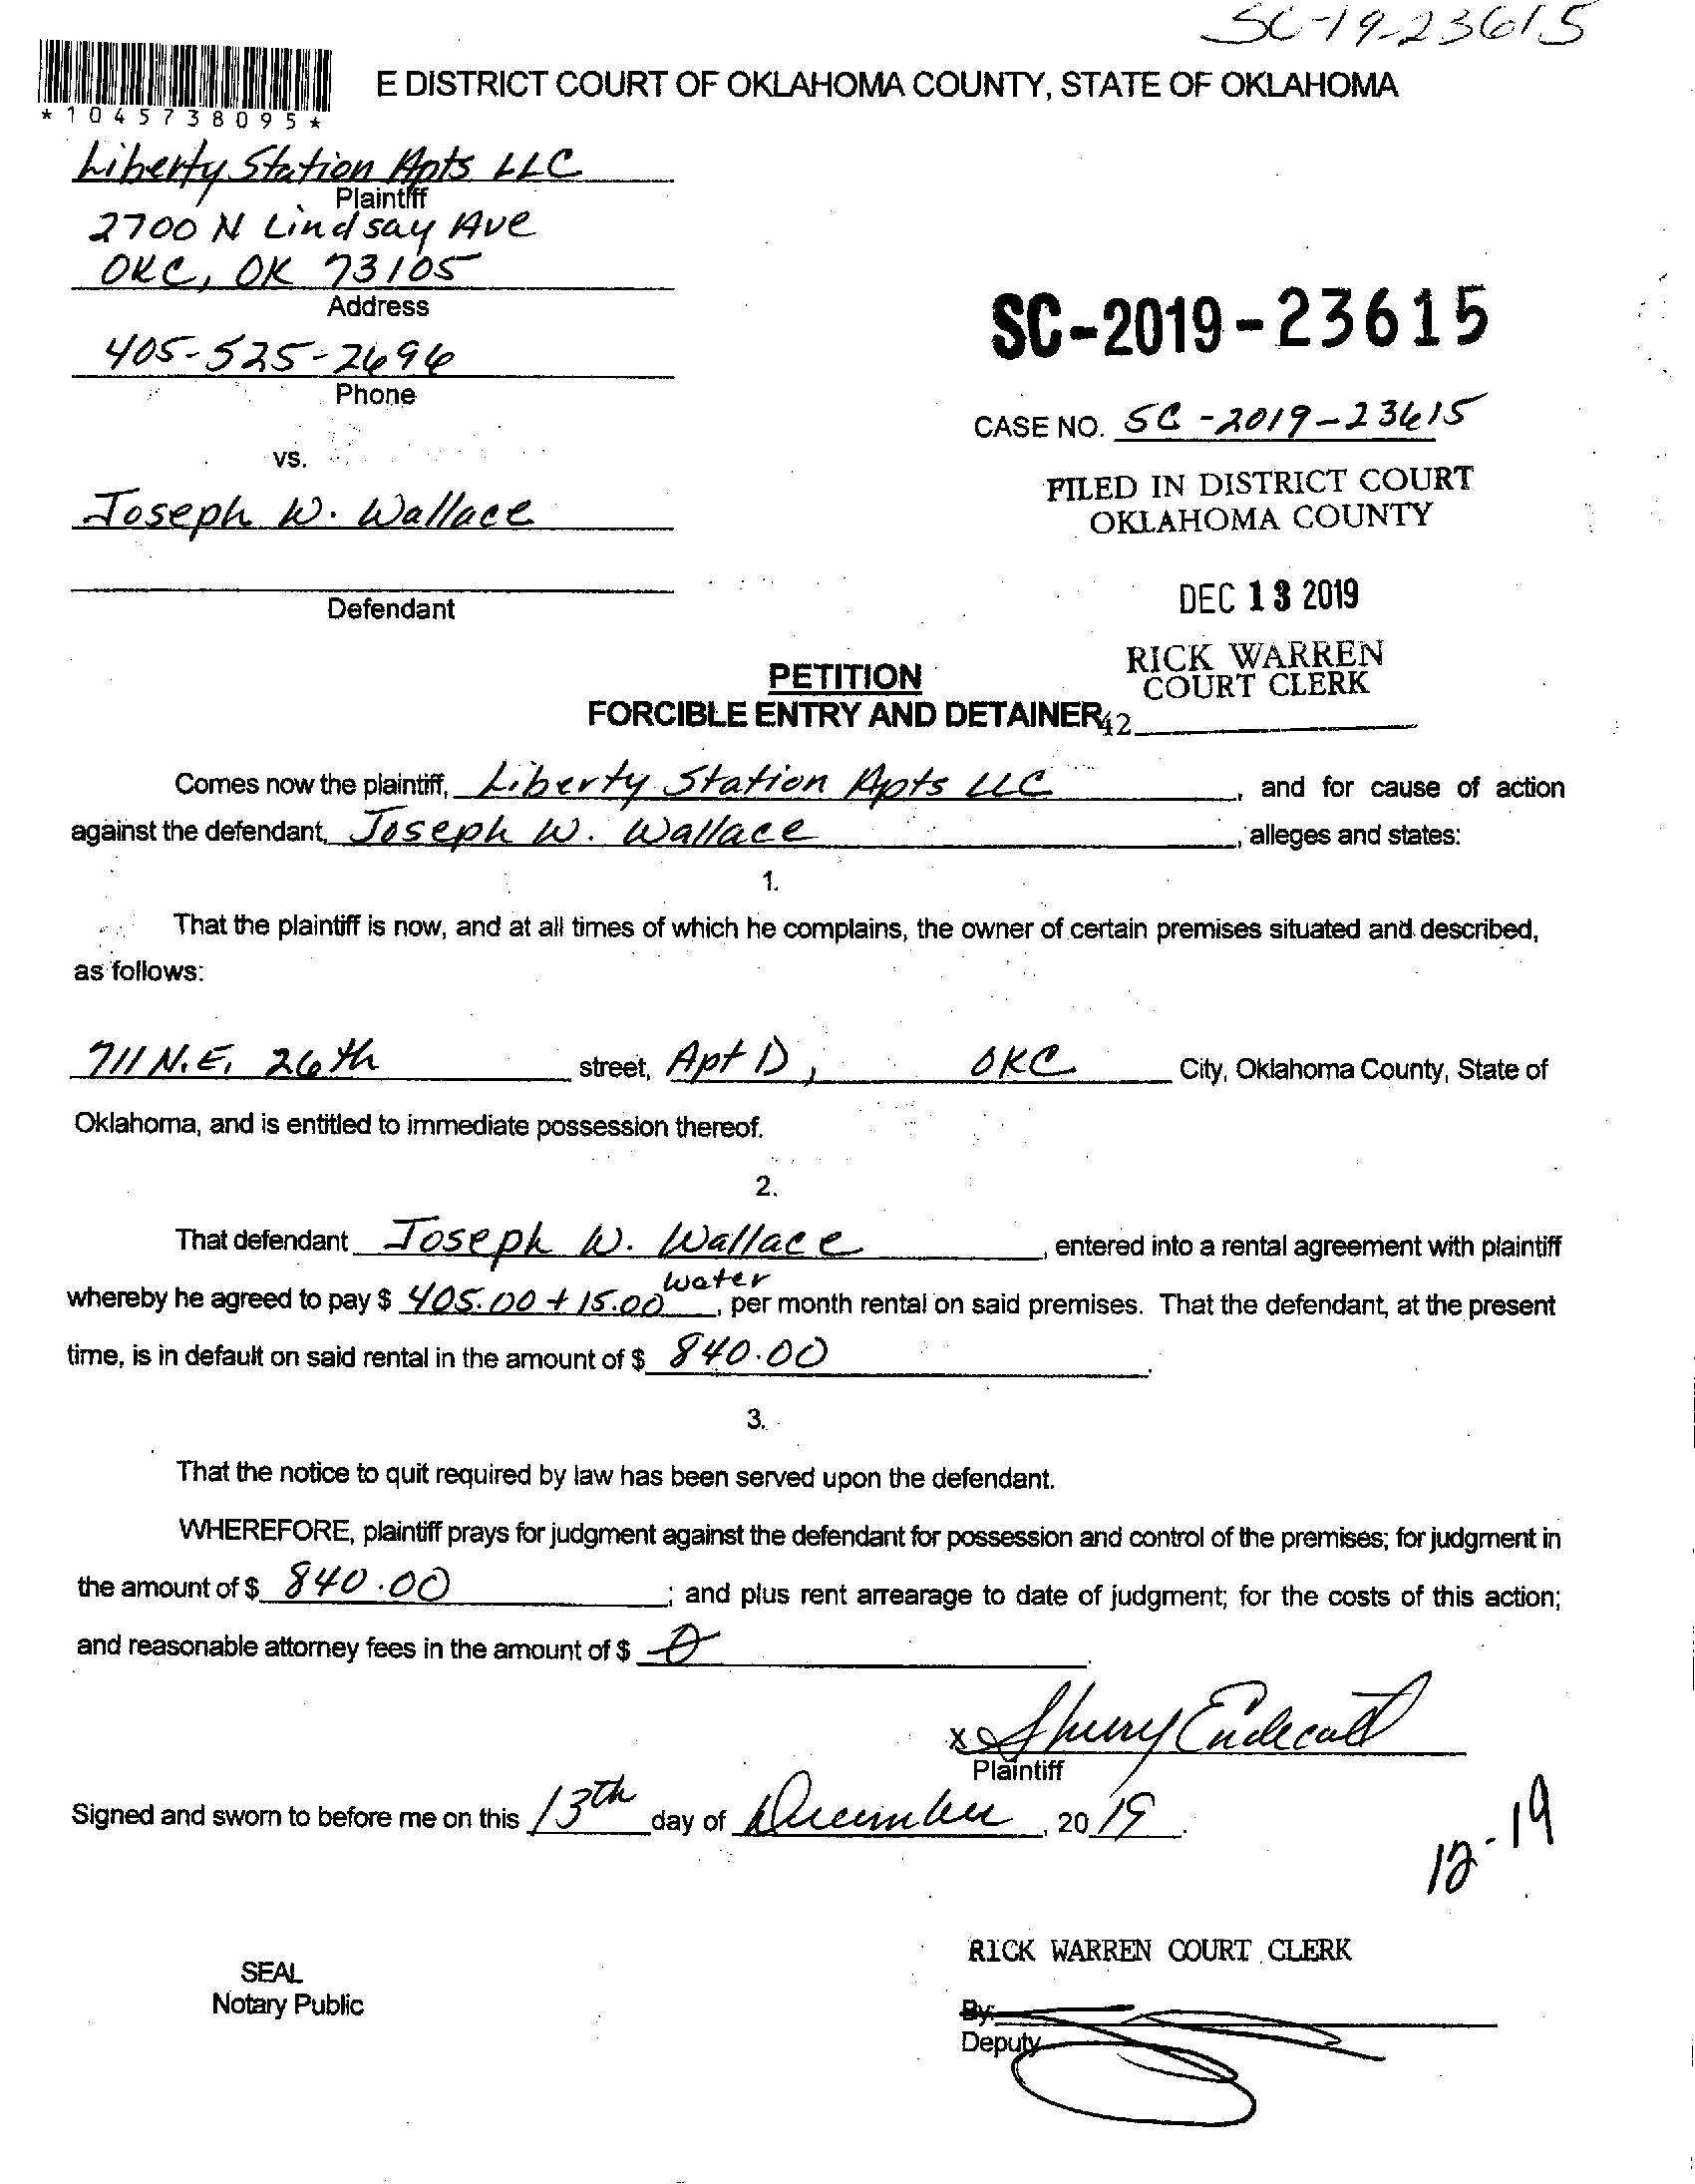 SC-19-23615
E DISTRICT COURT OF OKLAHOMA COUNTY, STATE OF OKLAHOMA
*1045738095*
Liberty Station Apts LLC
Plaintiff
2700 N Lindsay Ave
OKC, OK 73105
Address
405-525-2696
Phone
SC-2019-23615
CASE NO. SC-2019-23615
vs.
FILED IN DISTRICT COURT
OKLAHOMA COUNTY
Joseph W. Wallace
Defendant
DEC 13 2019
RICK WARREN
COURT CLERK
PETITION
FORCIBLE ENTRY AND DETAINER
42
Comes now the plaintiff, Liberty Station Apts LLC, and for cause of action
against the defendant, Joseph W. Wallace, alleges and states:
1.
That the plaintiff is now, and at all times of which he complains, the owner of certain premises situated and described,
as follows:
711 N.E. 26th street, Apt D, OKC City, Oklahoma County, State of
Oklahoma, and is entitled to immediate possession thereof.
2.
That defendant Joseph W. Wallace, entered into a rental agreement with plaintiff
whereby he agreed to pay $ 405.00 + 15.00 water, per month rental on said premises. That the defendant, at the present
time, is in default on said rental in the amount of $ 840.00.
3.
That the notice to quit required by law has been served upon the defendant.
WHEREFORE, plaintiff prays for judgment against the defendant for possession and control of the premises; for judgment in
the amount of $ 840.00; and plus rent arrearage to date of judgment; for the costs of this action;
and reasonable attorney fees in the amount of $ 0.
x Sherry Endecott
Plaintiff
Signed and sworn to before me on this 13th day of December, 2019.
12-19
RICK WARREN COURT CLERK
SEAL
Notary Public
By:
Deputy